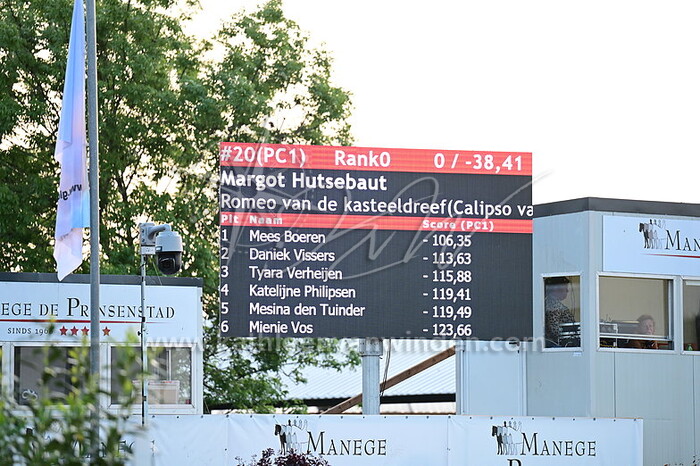 #20(PC1) Rank0 0 / -38,41
Margot Hutsebaut
Romeo van de kasteeldreef(Calipso va
Plt Naam Score (PC1)
1 Mees Boeren - 106,35
2 Daniek Vissers - 113,63
3 Tyara Verheijen - 115,88
4 Katelijne Philipsen - 119,41
5 Mesina den Tuinder - 119,49
6 Mienie Vos - 123,66
MANEGE
GE DE PRINSENSTAD
SINDS 196
MANEGE
MANEGE